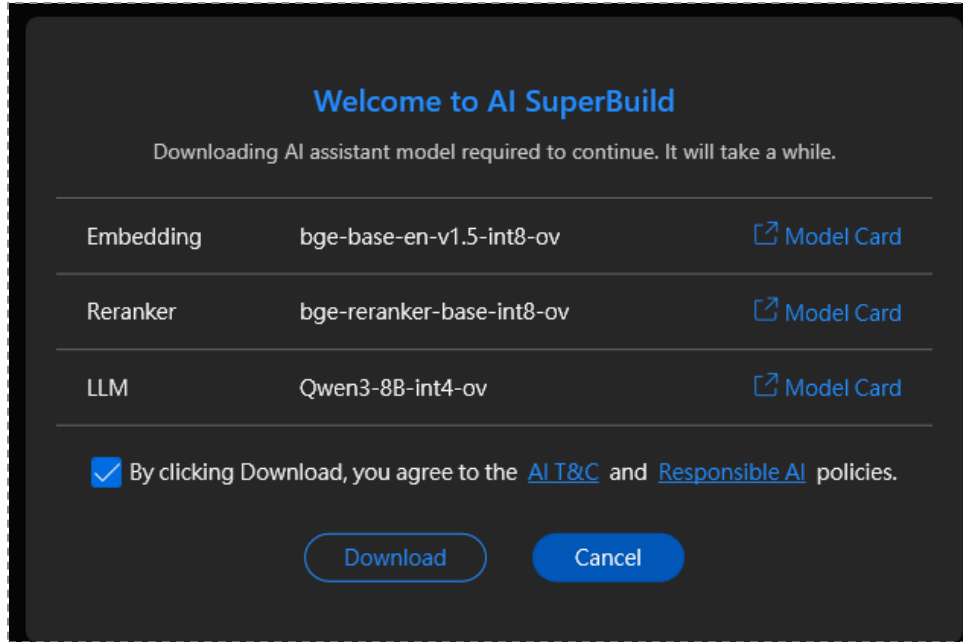 Welcome to AI SuperBuild
Downloading AI assistant model required to continue. It will take a while.
Embedding bge-base-en-v1.5-int8-ov Model Card
Reranker bge-reranker-base-int8-ov Model Card
LLM Qwen3-8B-int4-ov Model Card
By clicking Download, you agree to the AI T&C and Responsible AI policies.
Download Cancel